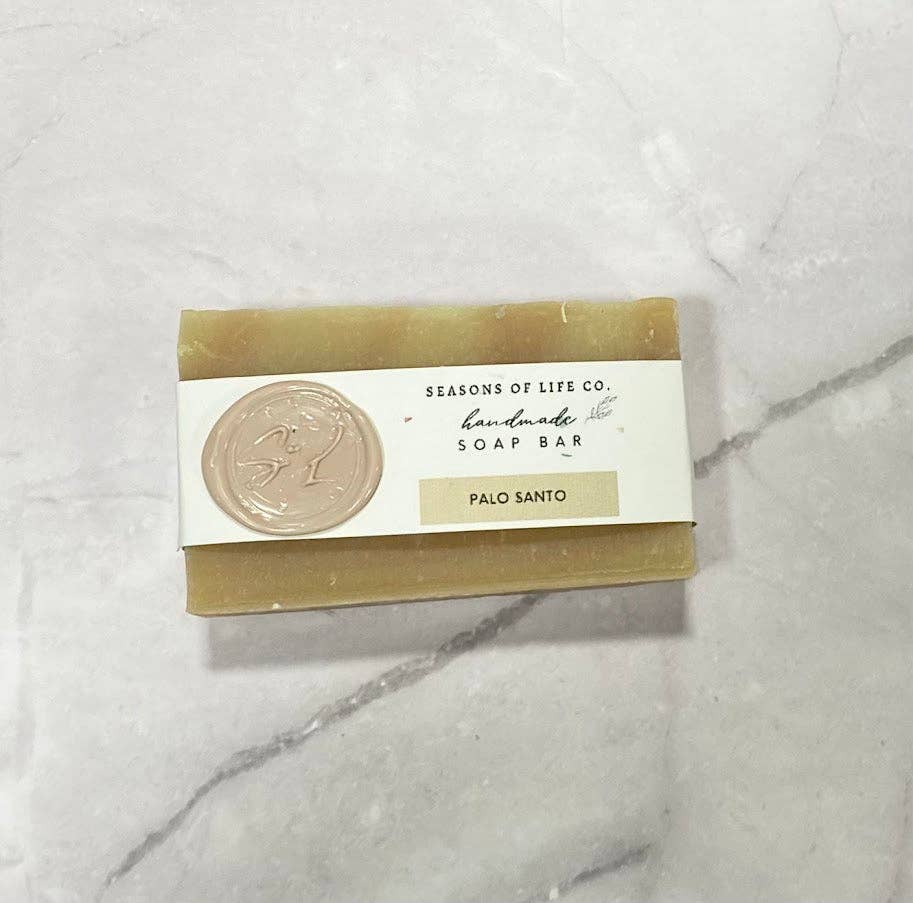 SEASONS OF LIFE CO.
handmade
SOAP BAR
PALO SANTO